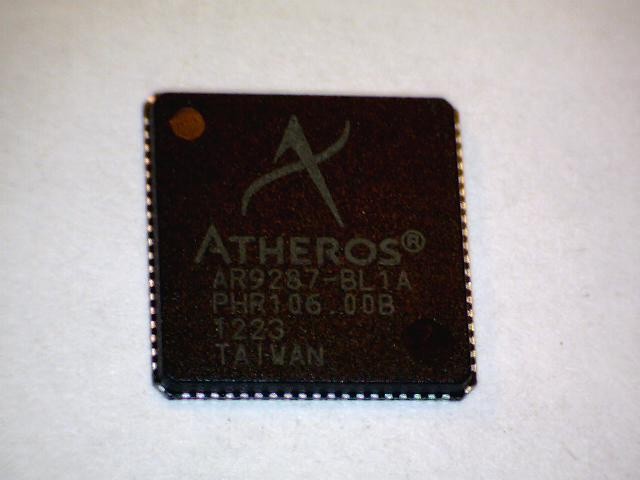 ATHEROS®
AR9287-BL1A
PHR106.00B
1223
TAIWAN